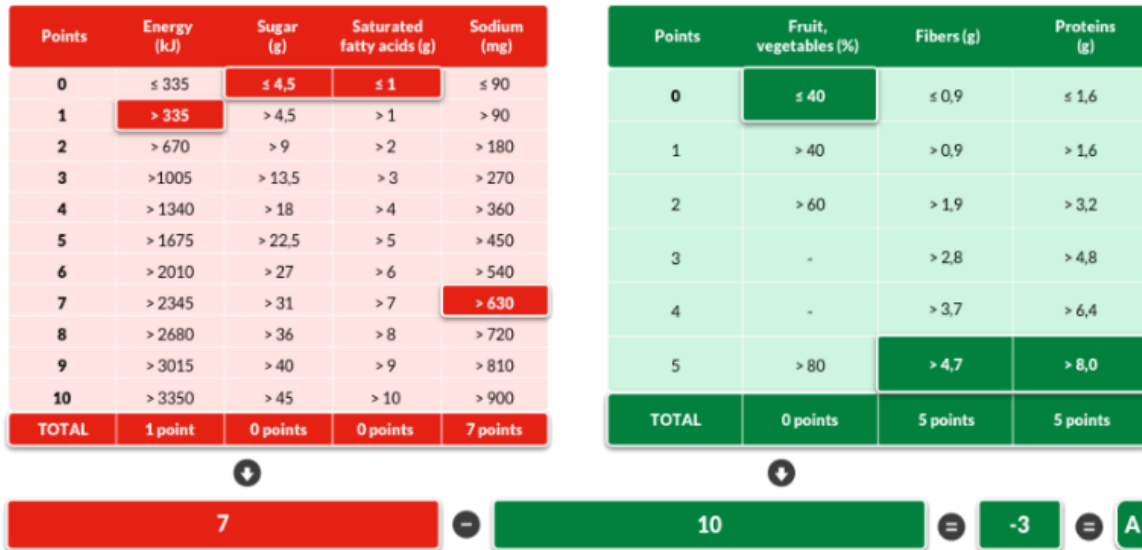 Points Energy (kJ) Sugar (g) Saturated fatty acids (g) Sodium (mg)
0 ≤ 335 ≤ 4,5 ≤ 1 ≤ 90
1 > 335 > 4,5 > 1 > 90
2 > 670 > 9 > 2 > 180
3 >1005 > 13,5 > 3 > 270
4 > 1340 > 18 > 4 > 360
5 > 1675 > 22,5 > 5 > 450
6 > 2010 > 27 > 6 > 540
7 > 2345 > 31 > 7 > 630
8 > 2680 > 36 > 8 > 720
9 > 3015 > 40 > 9 > 810
10 > 3350 > 45 > 10 > 900
TOTAL 1 point 0 points 0 points 7 points
Points Fruit, vegetables (%) Fibers (g) Proteins (g)
0 ≤ 40 ≤ 0,9 ≤ 1,6
1 > 40 > 0,9 > 1,6
2 > 60 > 1,9 > 3,2
3 - > 2,8 > 4,8
4 - > 3,7 > 6,4
5 > 80 > 4,7 > 8,0
TOTAL 0 points 5 points 5 points
7 − 10 = -3 = A